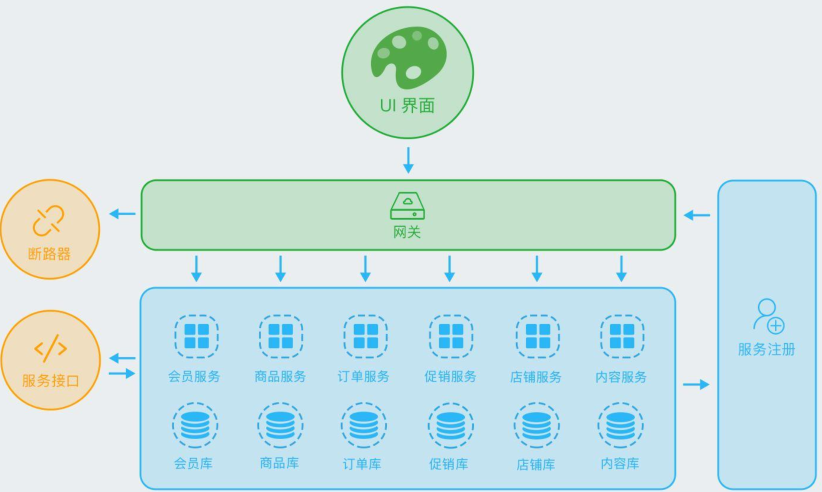 UI 界面
网关
断路器
服务接口
服务注册
会员服务 商品服务 订单服务 促销服务 店铺服务 内容服务
会员库 商品库 订单库 促销库 店铺库 内容库